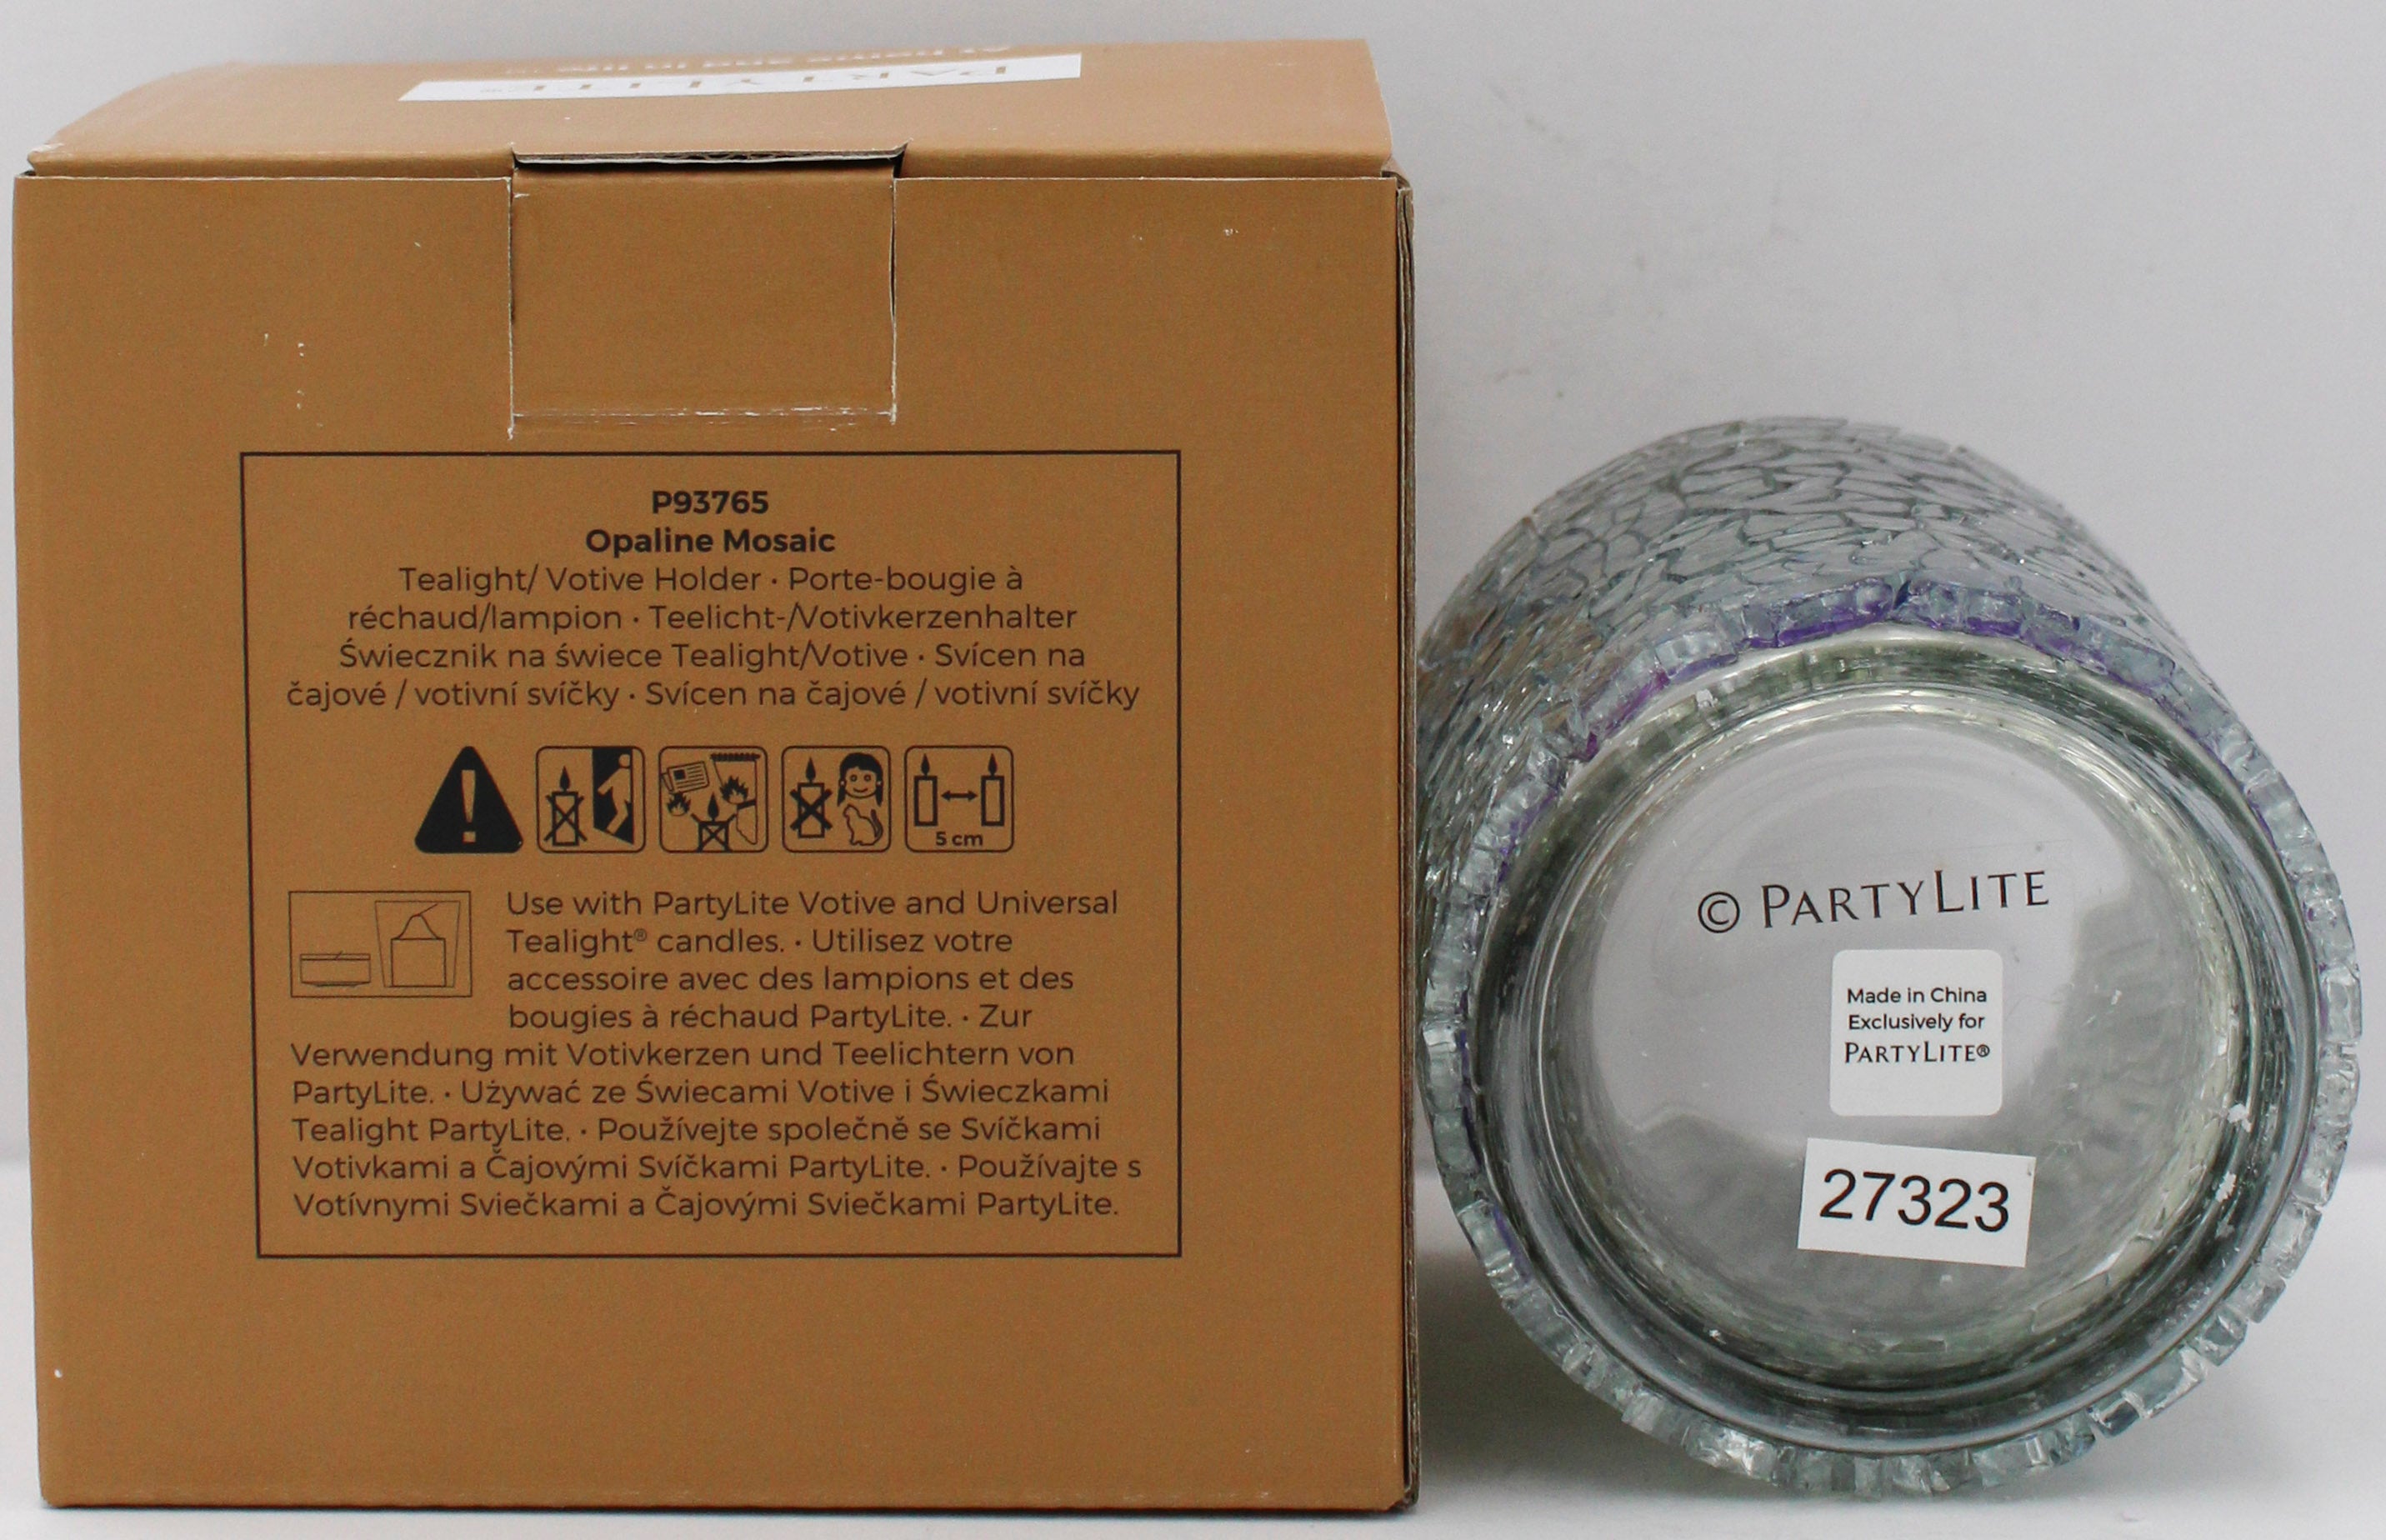 PARTYLITE
P93765
Opaline Mosaic
Tealight/ Votive Holder · Porte-bougie à
réchaud/lampion · Teelicht-/Votivkerzenhalter
Świecznik na świece Tealight/Votive · Svícen na
čajové / votivní svíčky · Svícen na čajové / votivní svíčky
5 cm
Use with PartyLite Votive and Universal
Tealight® candles. · Utilisez votre
accessoire avec des lampions et des
bougies à réchaud PartyLite. · Zur
Verwendung mit Votivkerzen und Teelichtern von
PartyLite. · Używać ze Świecami Votive i Świeczkami
Tealight PartyLite. · Používejte společně se Svíčkami
Votivkami a Čajovými Svíčkami PartyLite. · Používajte s
Votívnymi Sviečkami a Čajovými Sviečkami PartyLite.
© PARTYLITE
Made in China
Exclusively for
PARTYLITE®
27323